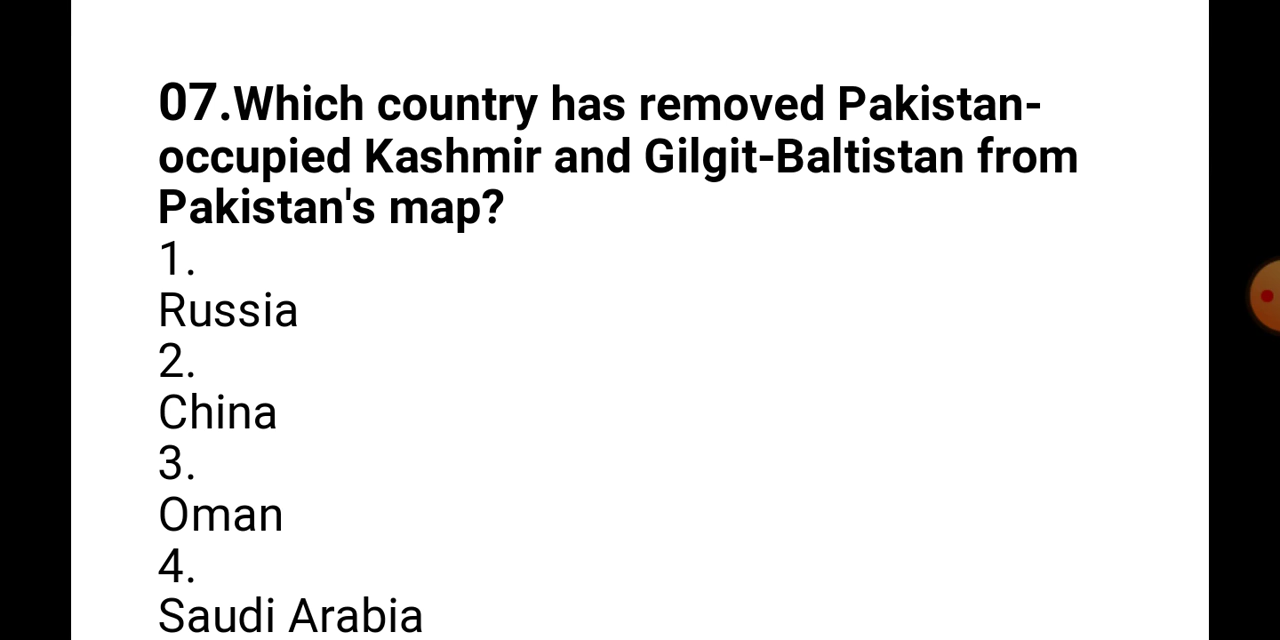 07.Which country has removed Pakistan-
occupied Kashmir and Gilgit-Baltistan from
Pakistan's map?
1.
Russia
2.
China
3.
Oman
4.
Saudi Arabia